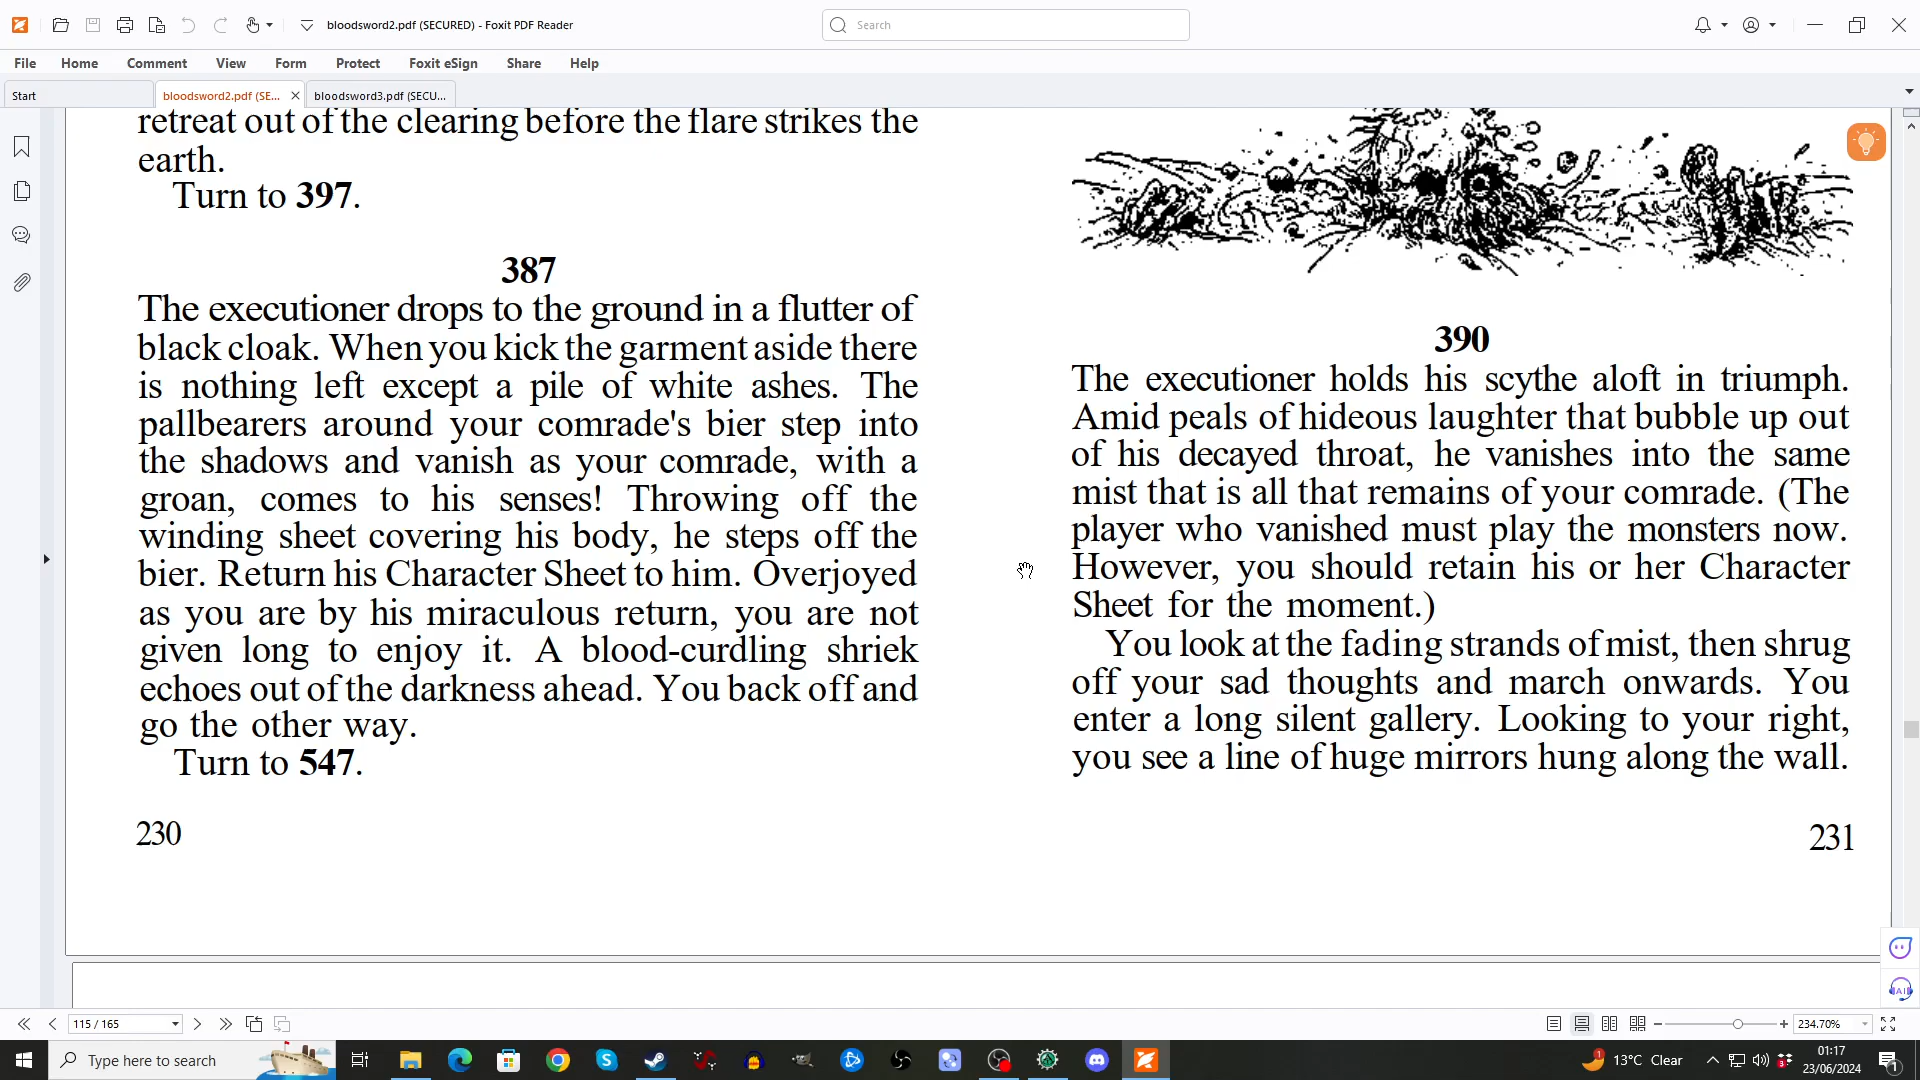 bloodsword2.pdf (SECURED) - Foxit PDF Reader
Search
File Home Comment View Form Protect Foxit eSign Share Help
Start
bloodsword2.pdf (SE...
bloodsword3.pdf (SECU...
retreat out of the clearing before the flare strikes the
earth.
Turn to 397.
387
The executioner drops to the ground in a flutter of
black cloak. When you kick the garment aside there
is nothing left except a pile of white ashes. The
pallbearers around your comrade's bier step into
the shadows and vanish as your comrade, with a
groan, comes to his senses! Throwing off the
winding sheet covering his body, he steps off the
bier. Return his Character Sheet to him. Overjoyed
as you are by his miraculous return, you are not
given long to enjoy it. A blood-curdling shriek
echoes out of the darkness ahead. You back off and
go the other way.
Turn to 547.
230
390
The executioner holds his scythe aloft in triumph.
Amid peals of hideous laughter that bubble up out
of his decayed throat, he vanishes into the same
mist that is all that remains of your comrade. (The
player who vanished must play the monsters now.
However, you should retain his or her Character
Sheet for the moment.)
You look at the fading strands of mist, then shrug
off your sad thoughts and march onwards. You
enter a long silent gallery. Looking to your right,
you see a line of huge mirrors hung along the wall.
231
AI
115 / 165
234.70%
Type here to search
1
13°C Clear
3
01:17
23/06/2024
1